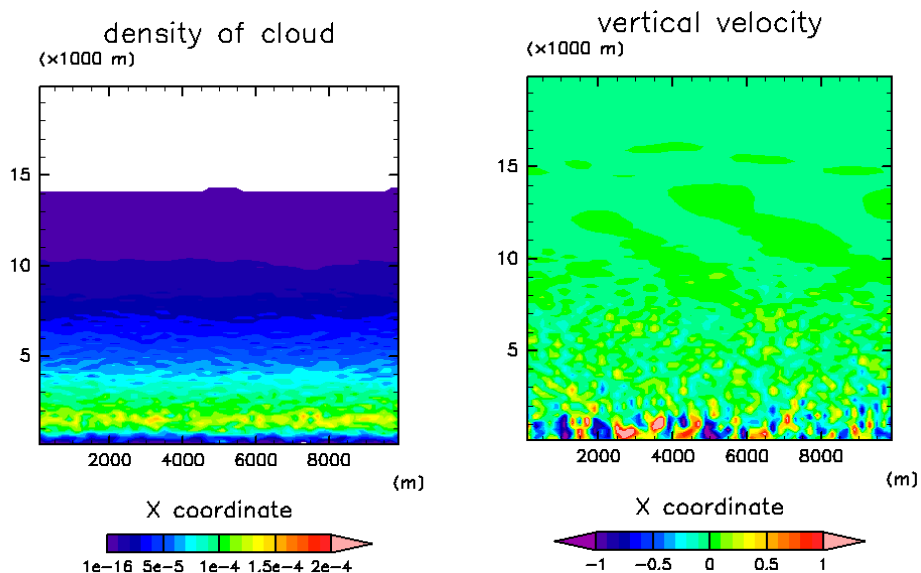 density of cloud
(×1000 m)
15
10
5
2000 4000 6000 8000
(m)
X coordinate
1e-16 5e-5 1e-4 1.5e-4 2e-4
vertical velocity
(×1000 m)
15
10
5
2000 4000 6000 8000
(m)
X coordinate
-1 -0.5 0 0.5 1